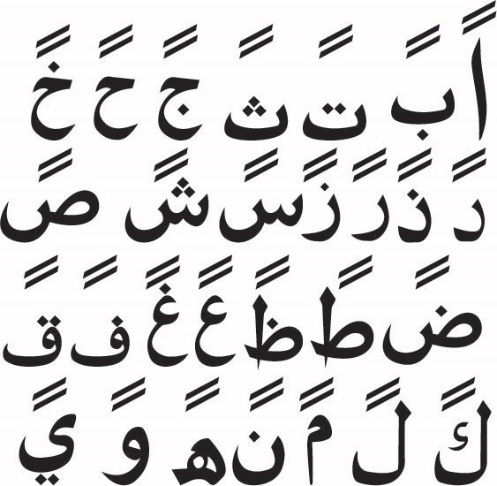 اً بً تً ثً جً حً خً
دً ذً رً زً سً شً صً
ضً طً ظً عً غً فً قً
كً لً مً نً هً وً يً